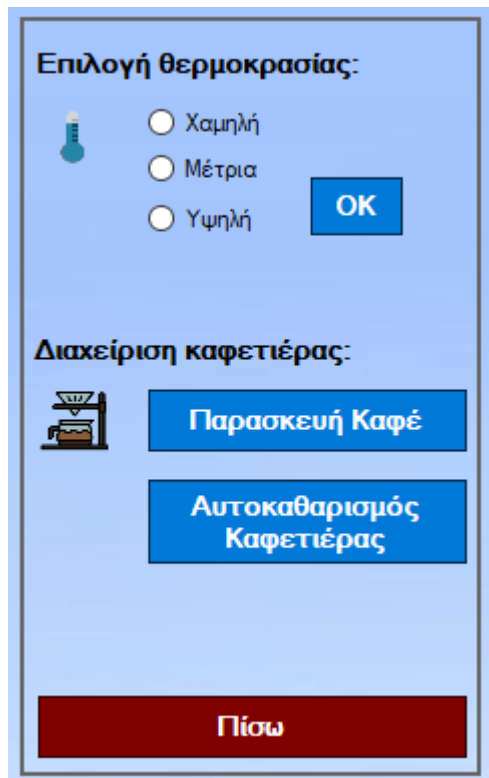 Επιλογή θερμοκρασίας:
Χαμηλή
Μέτρια
Υψηλή
OK
Διαχείριση καφετιέρας:
Παρασκευή Καφέ
Αυτοκαθαρισμός
Καφετιέρας
Πίσω